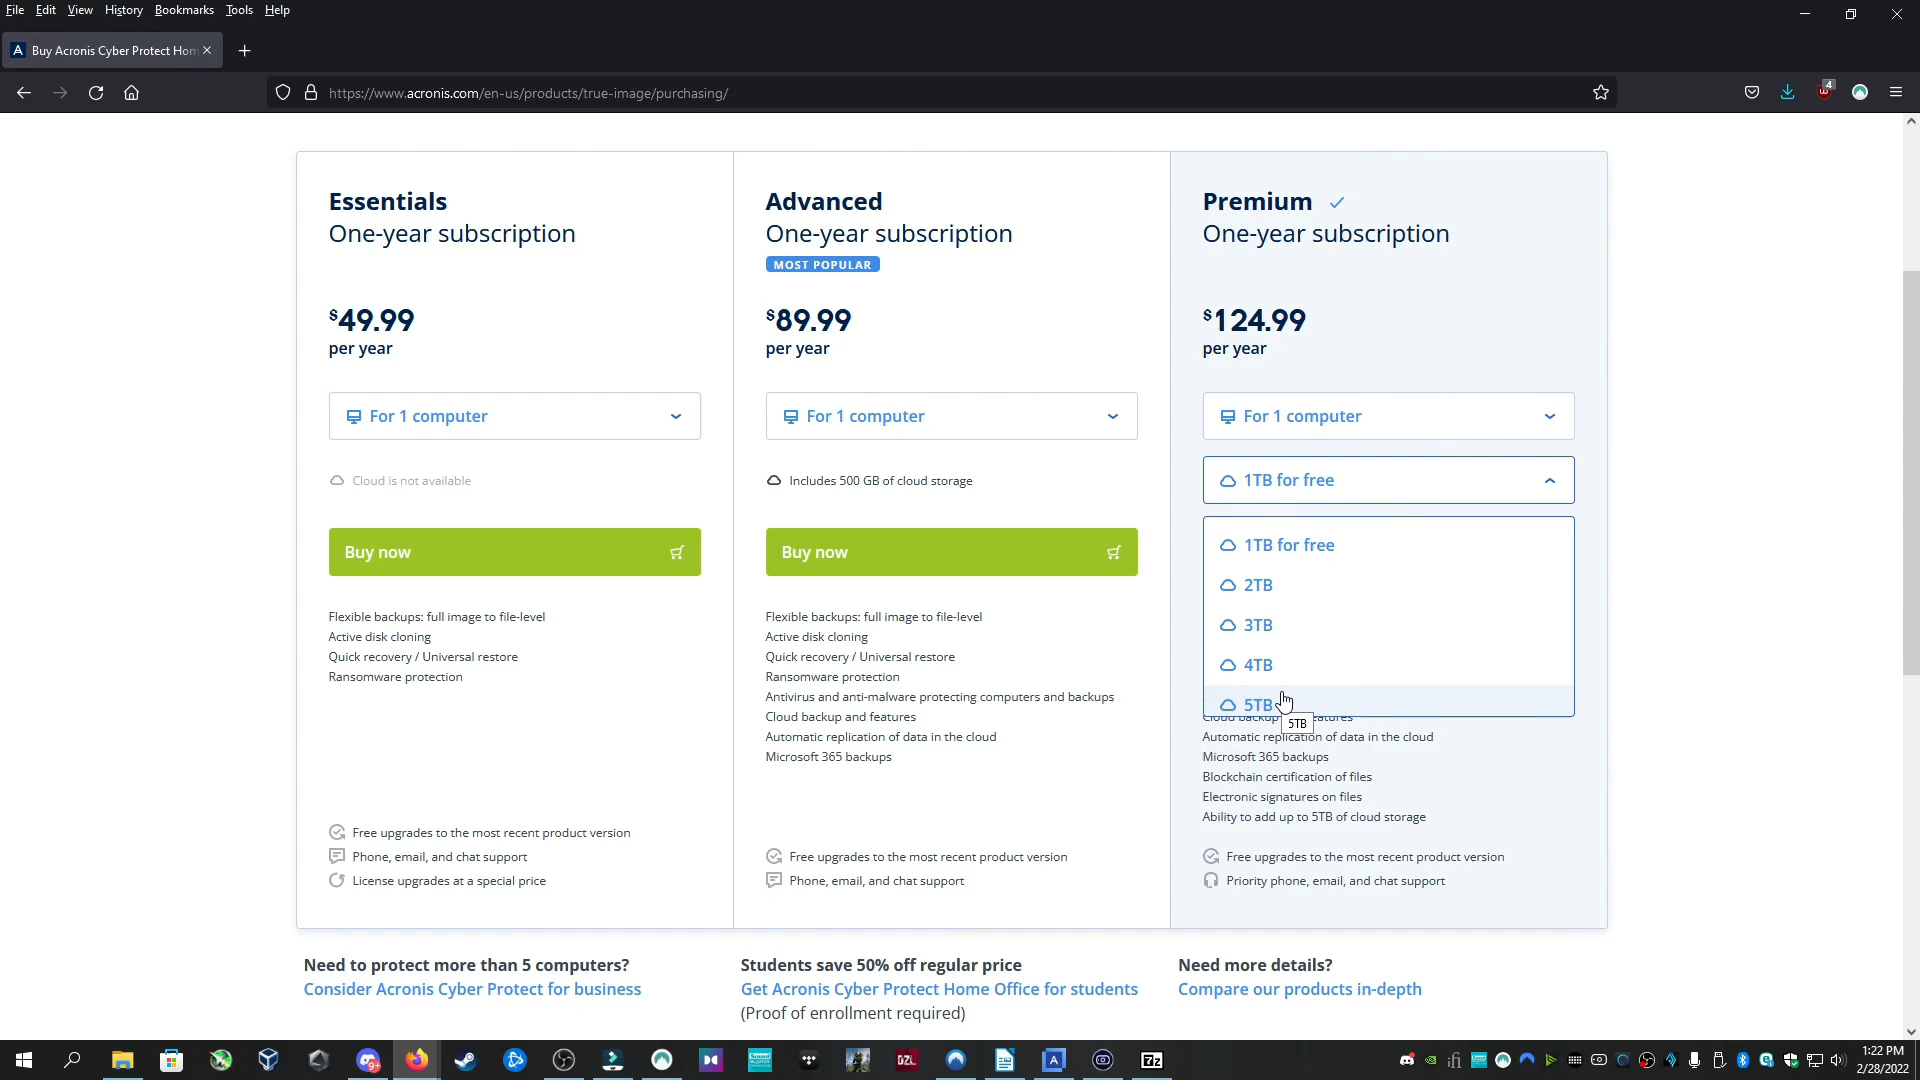 File Edit View History Bookmarks Tools Help
Buy Acronis Cyber Protect Hom
https://www.acronis.com/en-us/products/true-image/purchasing/
4
Essentials
One-year subscription
$49.99
per year
For 1 computer
Cloud is not available
Buy now
Flexible backups: full image to file-level
Active disk cloning
Quick recovery / Universal restore
Ransomware protection
Free upgrades to the most recent product version
Phone, email, and chat support
License upgrades at a special price
Advanced
One-year subscription
MOST POPULAR
$89.99
per year
For 1 computer
Includes 500 GB of cloud storage
Buy now
Flexible backups: full image to file-level
Active disk cloning
Quick recovery / Universal restore
Ransomware protection
Antivirus and anti-malware protecting computers and backups
Cloud backup and features
Automatic replication of data in the cloud
Microsoft 365 backups
Free upgrades to the most recent product version
Phone, email, and chat support
Premium
One-year subscription
$124.99
per year
For 1 computer
1TB for free
1TB for free
2TB
3TB
4TB
5TB
5TB
Cloud backup features
Automatic replication of data in the cloud
Microsoft 365 backups
Blockchain certification of files
Electronic signatures on files
Ability to add up to 5TB of cloud storage
Free upgrades to the most recent product version
Priority phone, email, and chat support
Need to protect more than 5 computers?
Consider Acronis Cyber Protect for business
Students save 50% off regular price
Get Acronis Cyber Protect Home Office for students
(Proof of enrollment required)
Need more details?
Compare our products in-depth
9+
DZL
A
7z
ifi
1:22 PM
2/28/2022